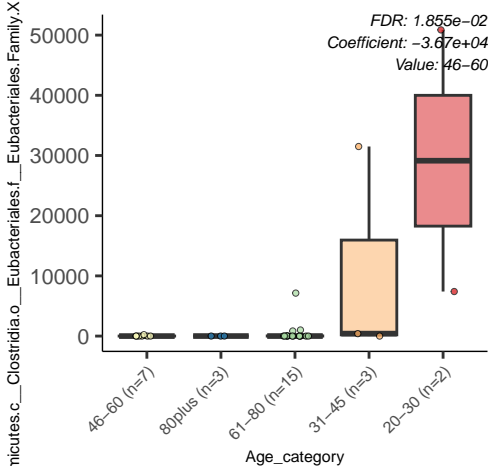 FDR: 1.855e−02
Coefficient: −3.67e+04
Value: 46−60
micutes.c__Clostridia.o__Eubacteriales.f__Eubacteriales.Family.X
50000
40000
30000
20000
10000
0
46−60 (n=7)
80plus (n=3)
61−80 (n=15)
31−45 (n=3)
20−30 (n=2)
Age_category